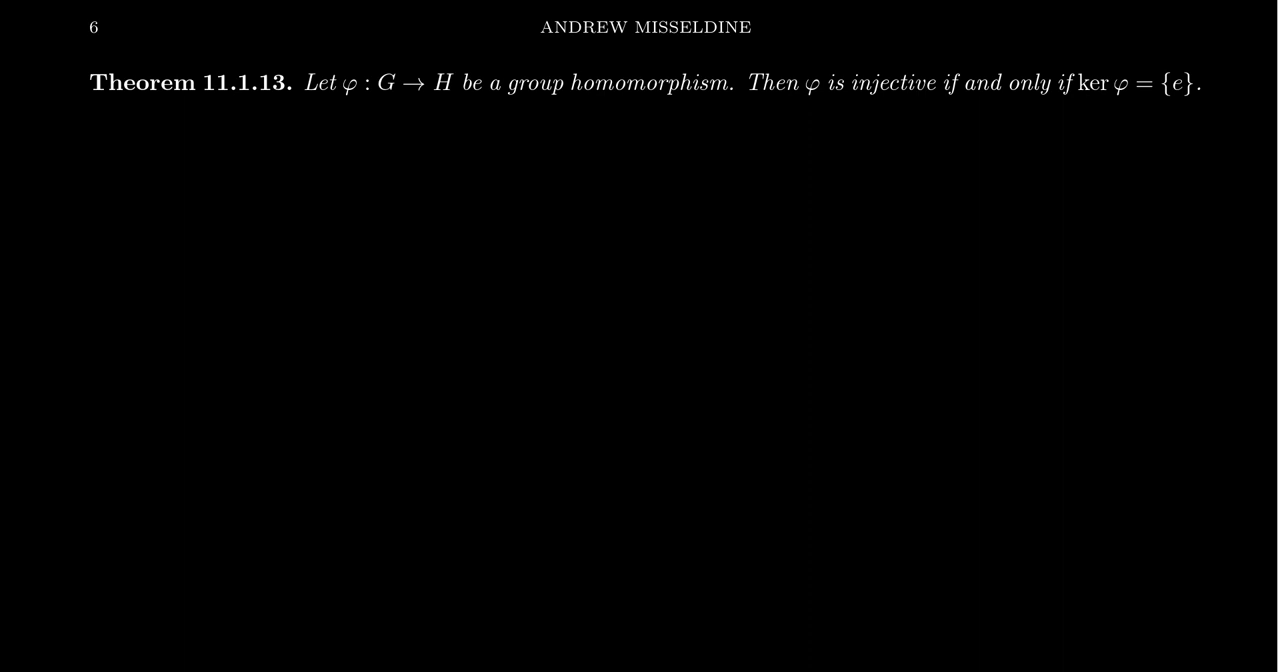 6
ANDREW MISSELDINE
Theorem 11.1.13. Let φ : G → H be a group homomorphism. Then φ is injective if and only if ker φ = {e}.